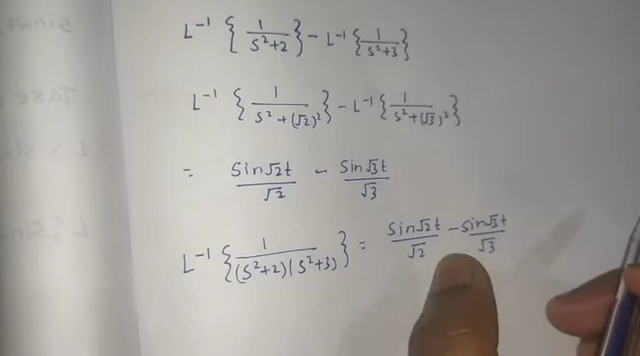 L⁻¹ { 1/(s²+2) } - L⁻¹ { 1/(s²+3) }
L⁻¹ { 1/(s²+(√2)²) } - L⁻¹ { 1/(s²+(√3)²) }
= sin√2t/√2 - sin√3t/√3
L⁻¹ { 1/((s²+2)(s²+3)) } = sin√2t/√2 - sin√3t/√3